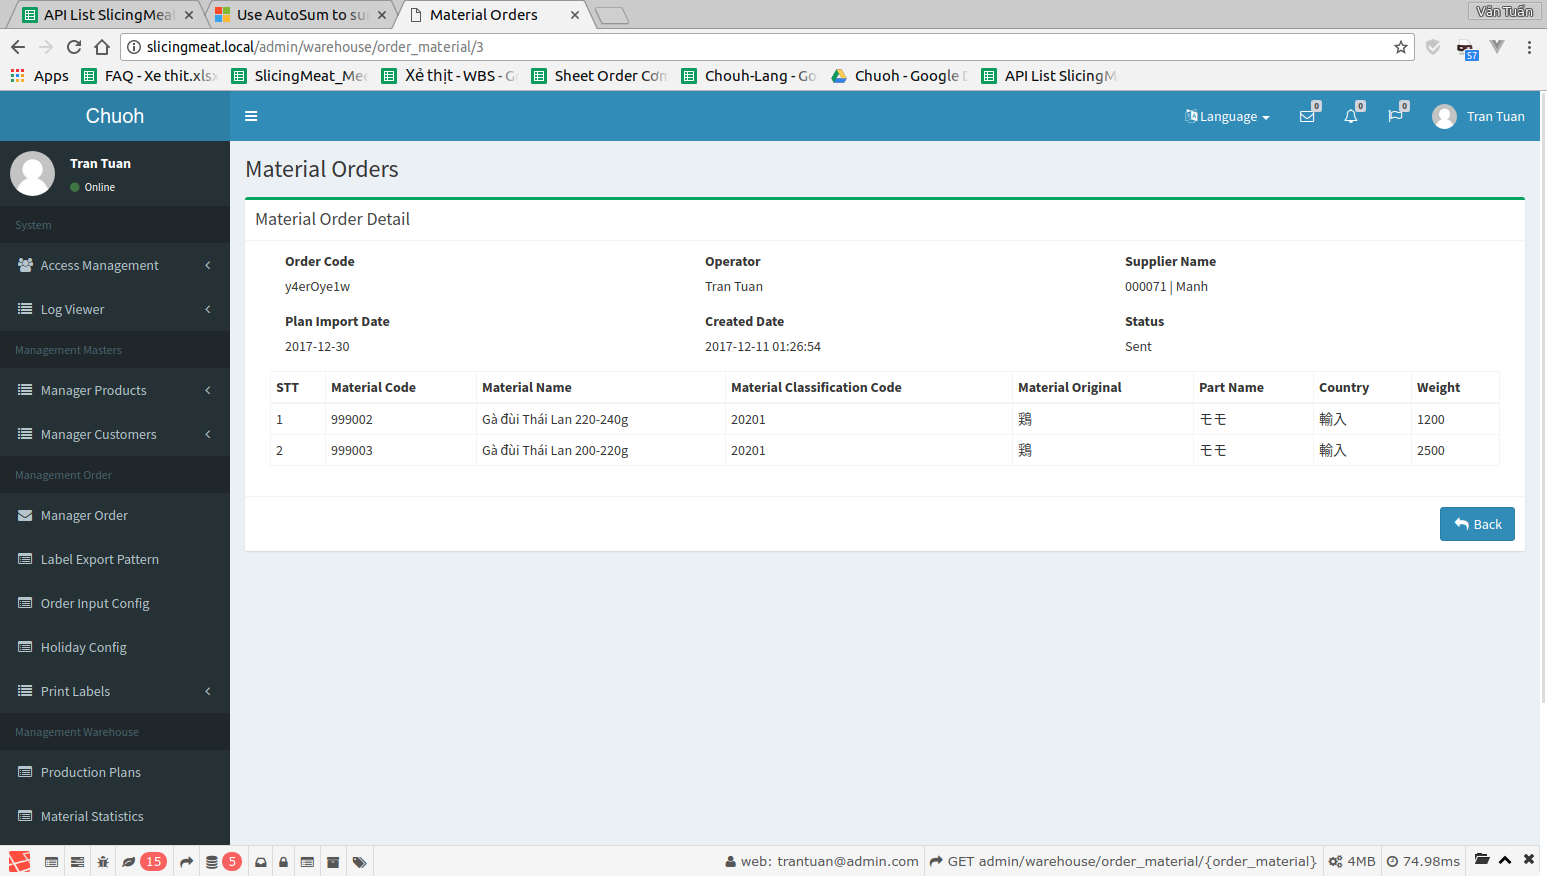 API List SlicingMeat
Use AutoSum to su
Material Orders
Văn Tuấn
slicingmeat.local/admin/warehouse/order_material/3
57
Apps
FAQ - Xe thit.xls
SlicingMeat_Mee
Xẻ thịt - WBS - G
Sheet Order Cơm
Chouh-Lang - Go
Chuoh - Google D
API List SlicingM
Chuoh
Language
0
0
0
Tran Tuan
Tran Tuan
Online
System
Access Management
Log Viewer
Management Masters
Manager Products
Manager Customers
Management Order
Manager Order
Label Export Pattern
Order Input Config
Holiday Config
Print Labels
Management Warehouse
Production Plans
Material Statistics
Material Orders
Material Order Detail
Order Code Operator Supplier Name
y4erOye1w Tran Tuan 000071 | Manh
Plan Import Date Created Date Status
2017-12-30 2017-12-11 01:26:54 Sent
STT Material Code Material Name Material Classification Code Material Original Part Name Country Weight
1 999002 Gà đùi Thái Lan 220-240g 20201 鶏 モモ 輸入 1200
2 999003 Gà đùi Thái Lan 200-220g 20201 鶏 モモ 輸入 2500
Back
15
5
web: trantuan@admin.com
GET admin/warehouse/order_material/{order_material}
4MB
74.98ms